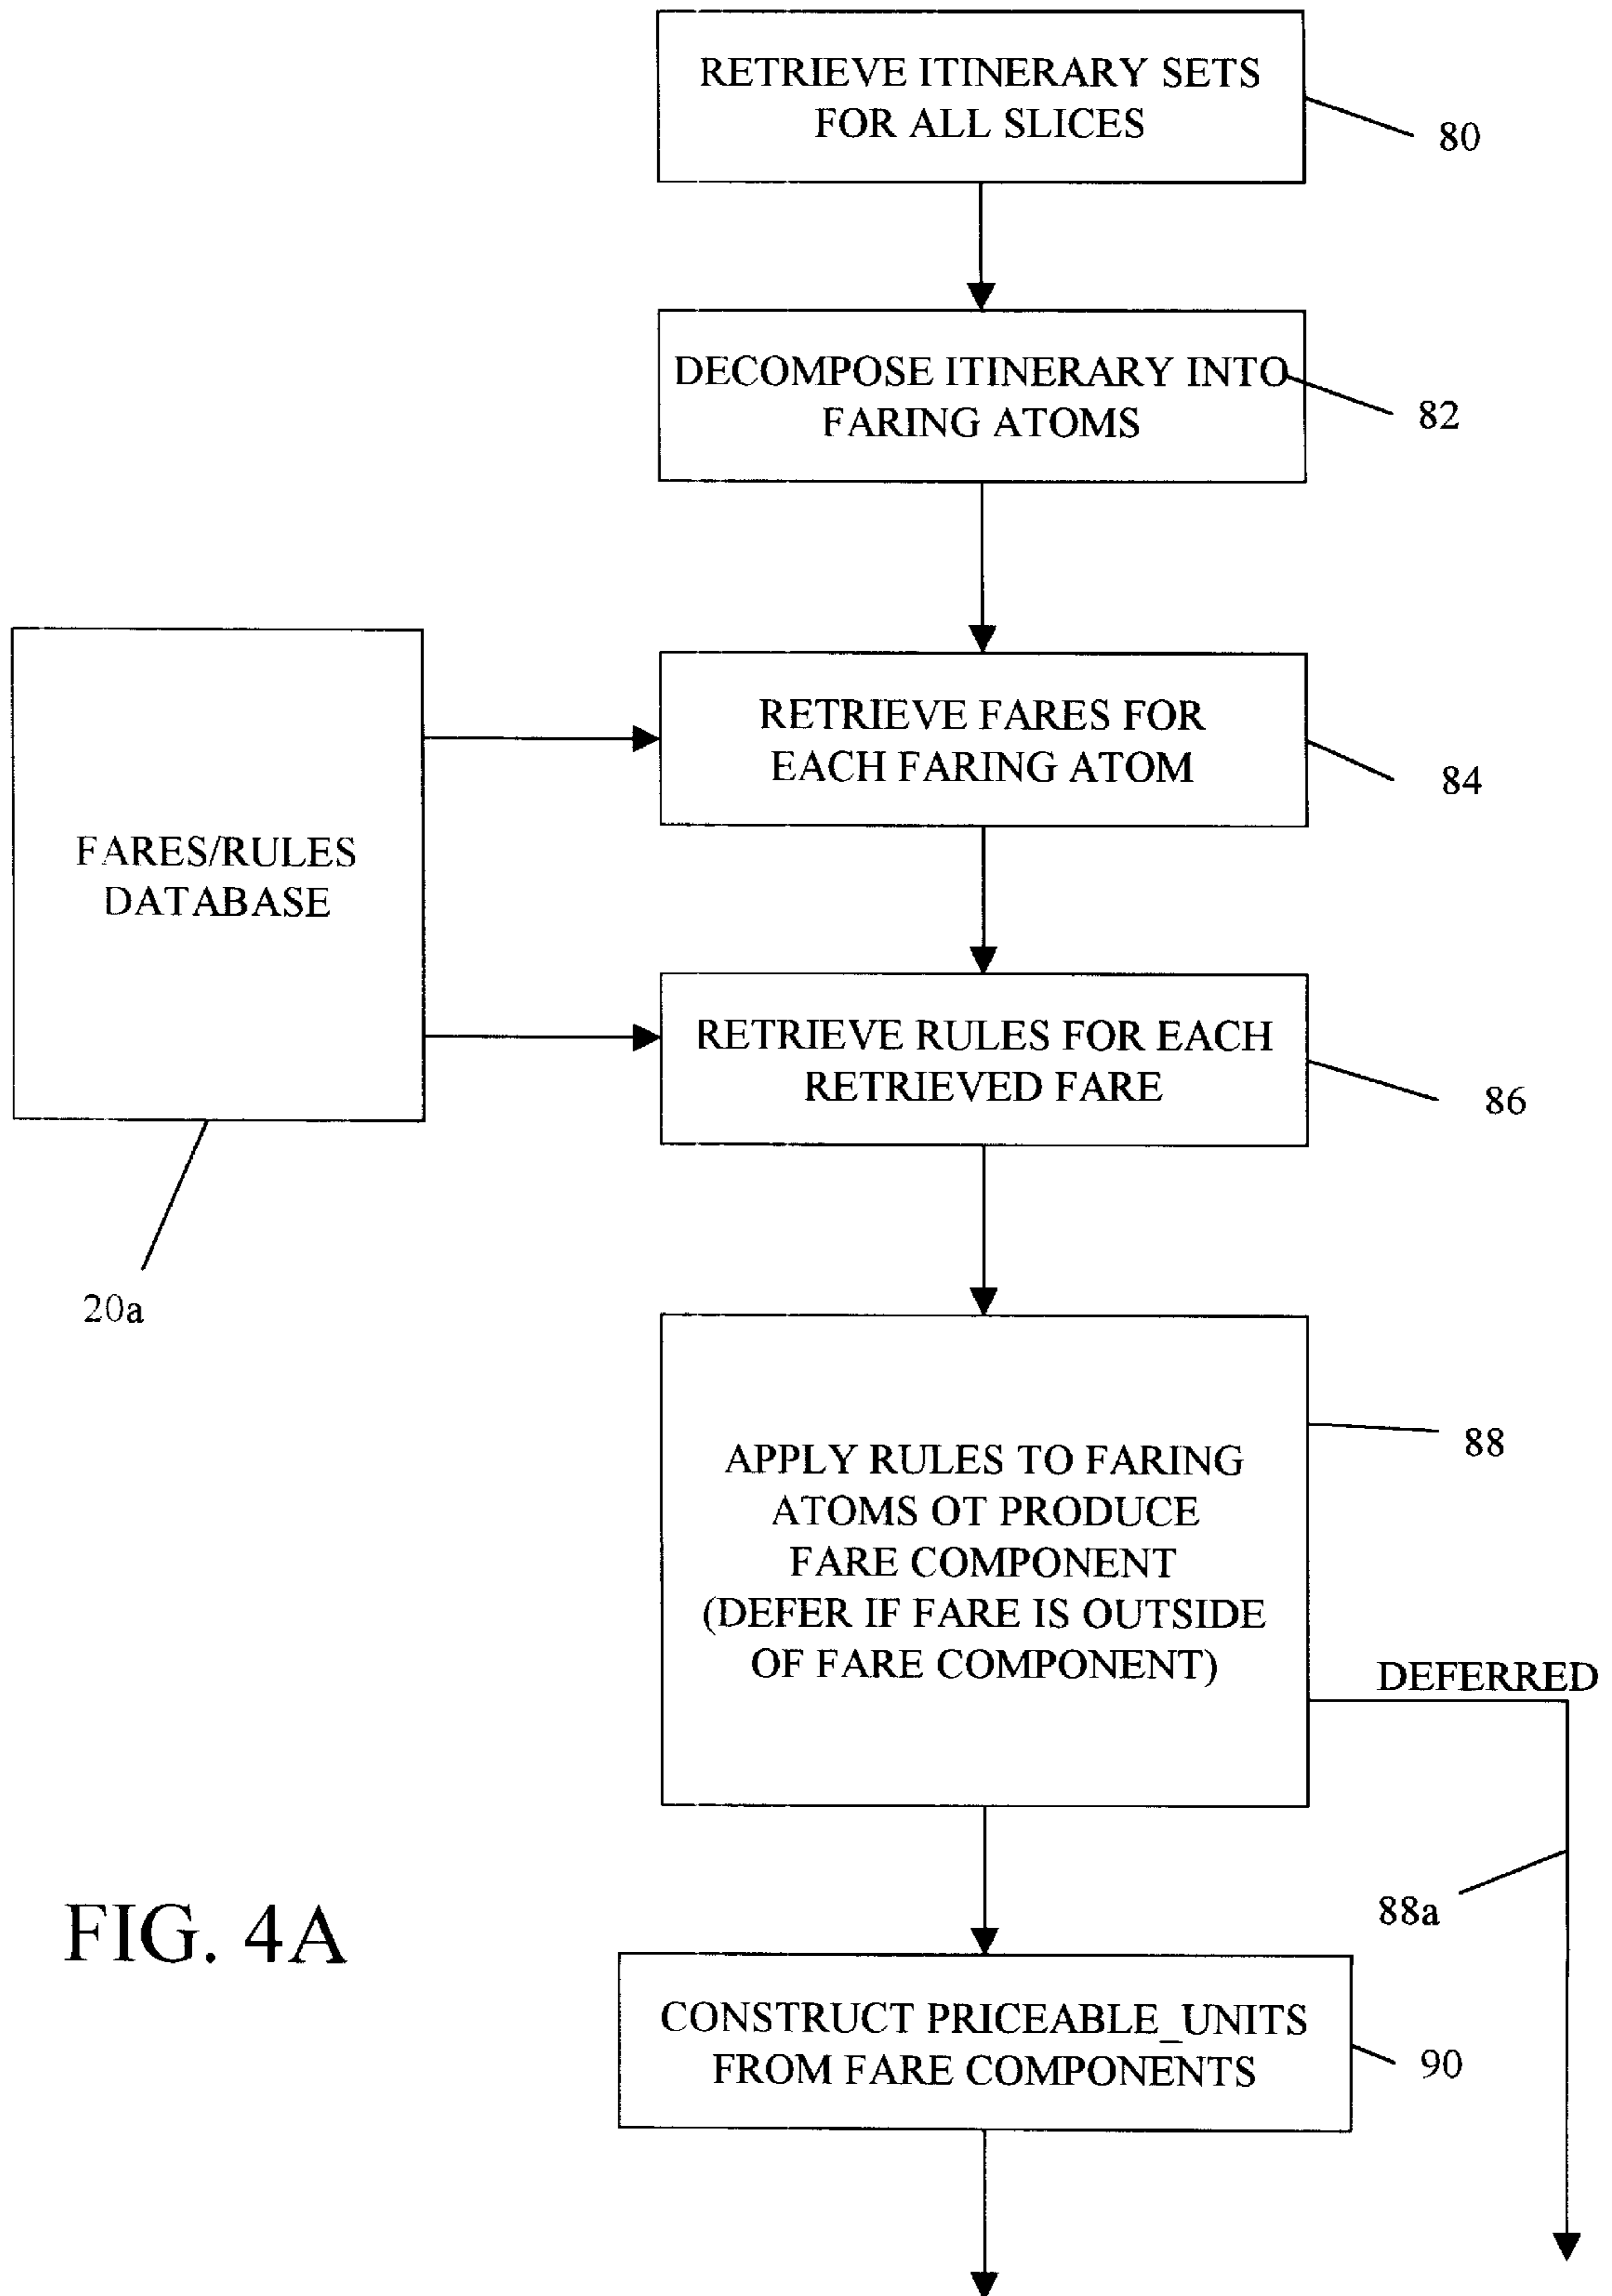 RETRIEVE ITINERARY SETS
FOR ALL SLICES
80
DECOMPOSE ITINERARY INTO
FARING ATOMS
82
RETRIEVE FARES FOR
EACH FARING ATOM
84
FARES/RULES
DATABASE
20a
RETRIEVE RULES FOR EACH
RETRIEVED FARE
86
APPLY RULES TO FARING
ATOMS OT PRODUCE
FARE COMPONENT
(DEFER IF FARE IS OUTSIDE
OF FARE COMPONENT)
88
DEFERRED
88a
FIG. 4A
CONSTRUCT PRICEABLE_UNITS
FROM FARE COMPONENTS
90